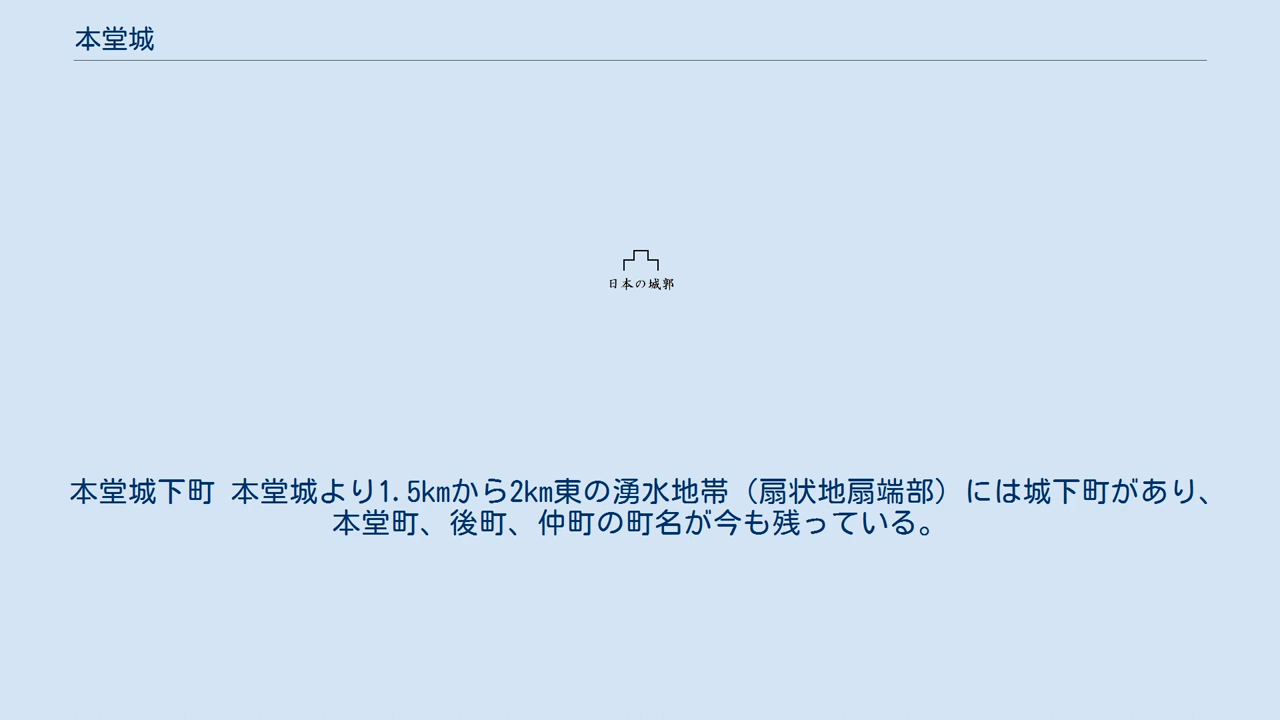 本堂城
日本の城郭
本堂城下町 本堂城より1.5kmから2km東の湧水地帯（扇状地扇端部）には城下町があり、
本堂町、後町、仲町の町名が今も残っている。